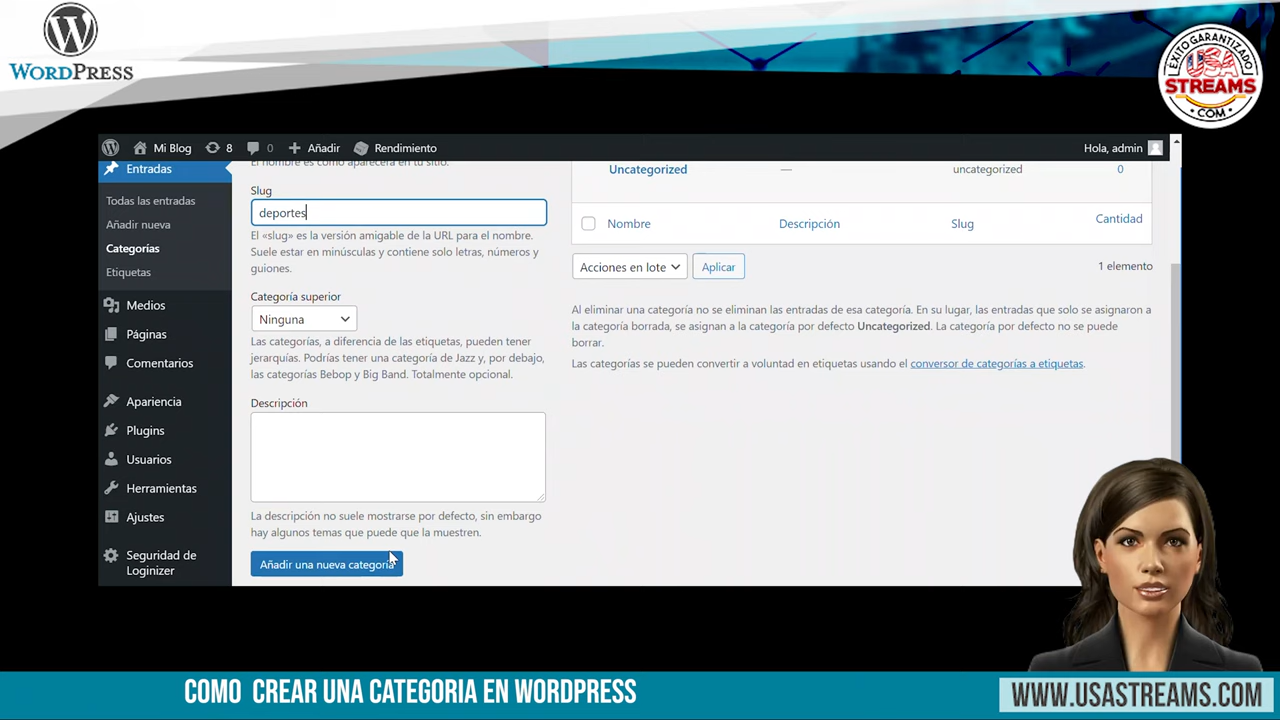 WORDPRESS
ÉXITO GARANTIZADO
USA
STREAMS
.COM
Mi Blog 8 0 Añadir Rendimiento Hola, admin
Entradas
Todas las entradas
Añadir nueva
Categorías
Etiquetas
Medios
Páginas
Comentarios
Apariencia
Plugins
Usuarios
Herramientas
Ajustes
Seguridad de
Loginizer
El nombre es cómo aparecerá en tu sitio.
Slug
deportes
El «slug» es la versión amigable de la URL para el nombre.
Suele estar en minúsculas y contiene solo letras, números y
guiones.
Categoría superior
Ninguna
Las categorías, a diferencia de las etiquetas, pueden tener
jerarquías. Podrías tener una categoría de Jazz y, por debajo,
las categorías Bebop y Big Band. Totalmente opcional.
Descripción
La descripción no suele mostrarse por defecto, sin embargo
hay algunos temas que puede que la muestren.
Añadir una nueva categoría
Uncategorized — uncategorized 0
Nombre Descripción Slug Cantidad
Acciones en lote Aplicar 1 elemento
Al eliminar una categoría no se eliminan las entradas de esa categoría. En su lugar, las entradas que solo se asignaron a
la categoría borrada, se asignan a la categoría por defecto Uncategorized. La categoría por defecto no se puede
borrar.
Las categorías se pueden convertir a voluntad en etiquetas usando el conversor de categorías a etiquetas.
COMO CREAR UNA CATEGORIA EN WORDPRESS
WWW.USASTREAMS.COM